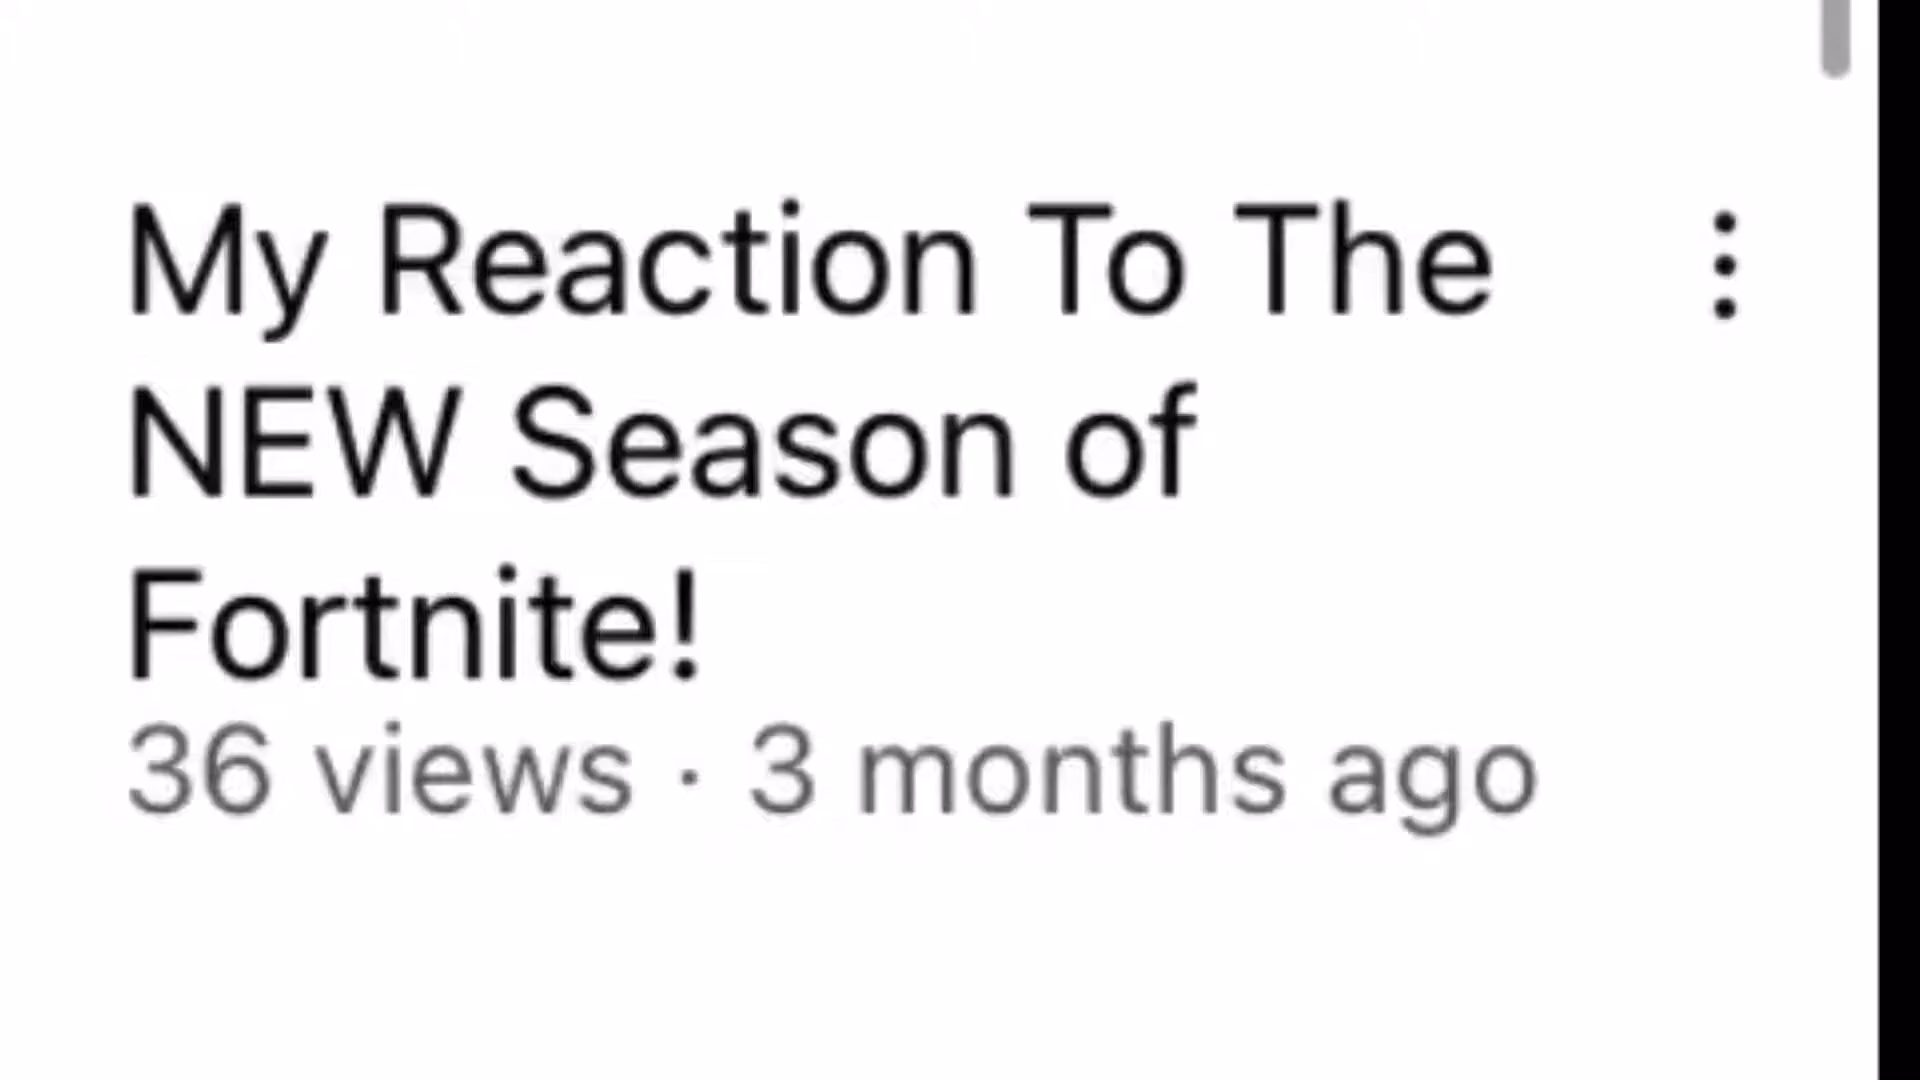 My Reaction To The
NEW Season of
Fortnite!
36 views · 3 months ago